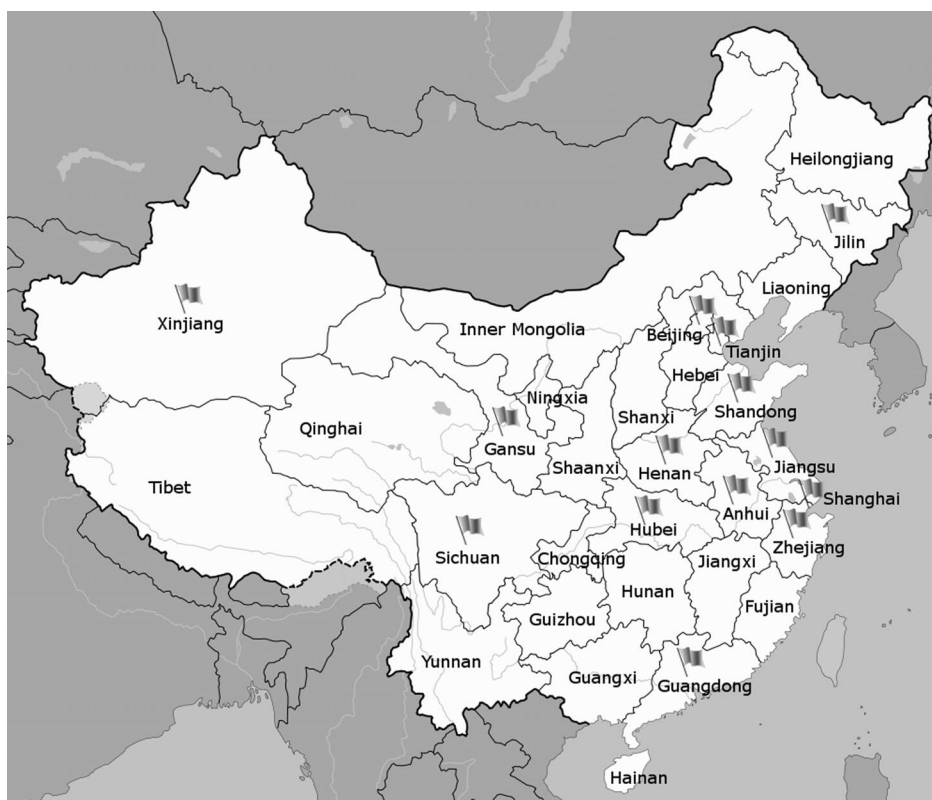 Heilongjiang
Jilin
Liaoning
Xinjiang
Inner Mongolia
Beijing
Tianjin
Hebei
Ningxia
Shandong
Shanxi
Qinghai
Gansu
Shaanxi
Henan
Jiangsu
Tibet
Shanghai
Anhui
Hubei
Zhejiang
Sichuan
Chongqing
Jiangxi
Hunan
Fujian
Guizhou
Yunnan
Guangxi
Guangdong
Hainan